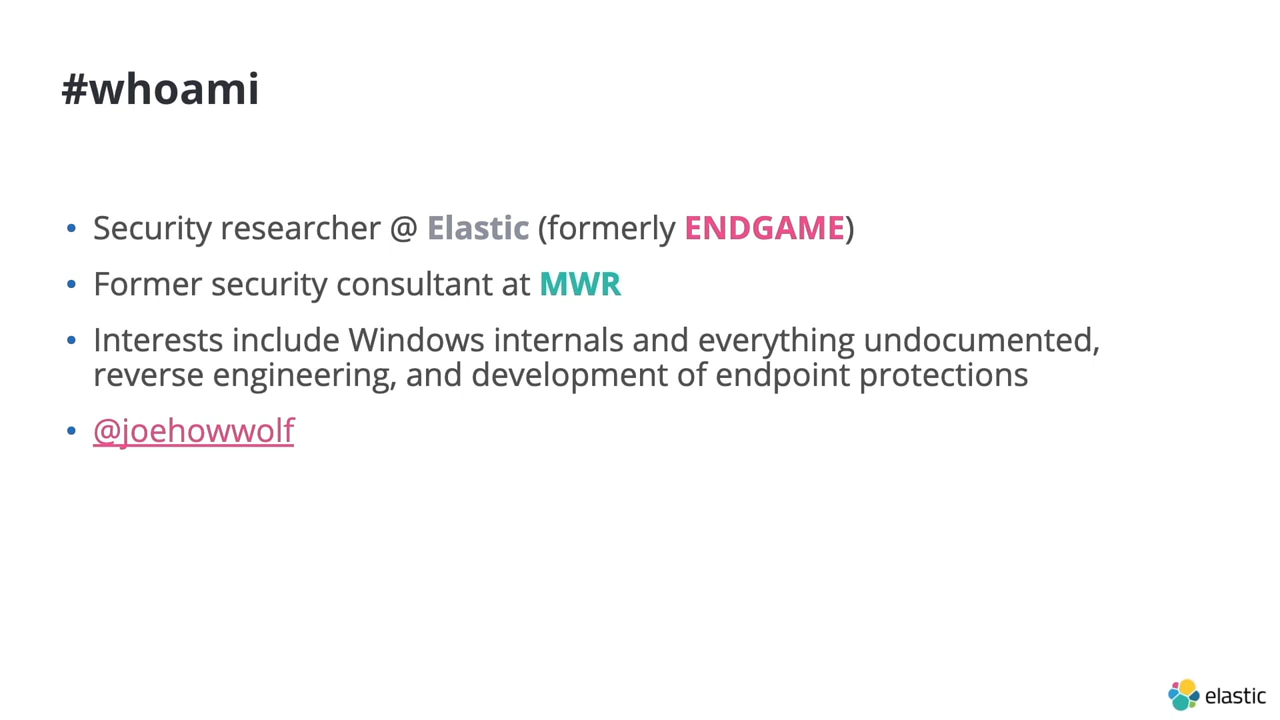 #whoami
• Security researcher @ Elastic (formerly ENDGAME)
• Former security consultant at MWR
• Interests include Windows internals and everything undocumented,
reverse engineering, and development of endpoint protections
• @joehowwolf
elastic